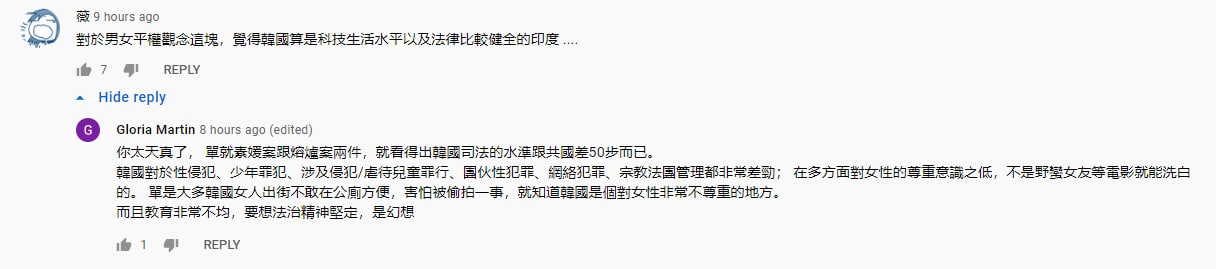 薇 9 hours ago
對於男女平權觀念這塊，覺得韓國算是科技生活水平以及法律比較健全的印度 ....
7 REPLY
Hide reply
G Gloria Martin 8 hours ago (edited)
你太天真了， 單就素媛案跟熔爐案兩件，就看得出韓國司法的水準跟共國差50步而已。
韓國對於性侵犯、少年罪犯、涉及侵犯/虐待兒童罪行、團伙性犯罪、網絡犯罪、宗教法團管理都非常差勁； 在多方面對女性的尊重意識之低，不是野蠻女友等電影就能洗白
的。 單是大多韓國女人出街不敢在公廁方便，害怕被偷拍一事，就知道韓國是個對女性非常不尊重的地方。
而且教育非常不均，要想法治精神堅定，是幻想
1 REPLY